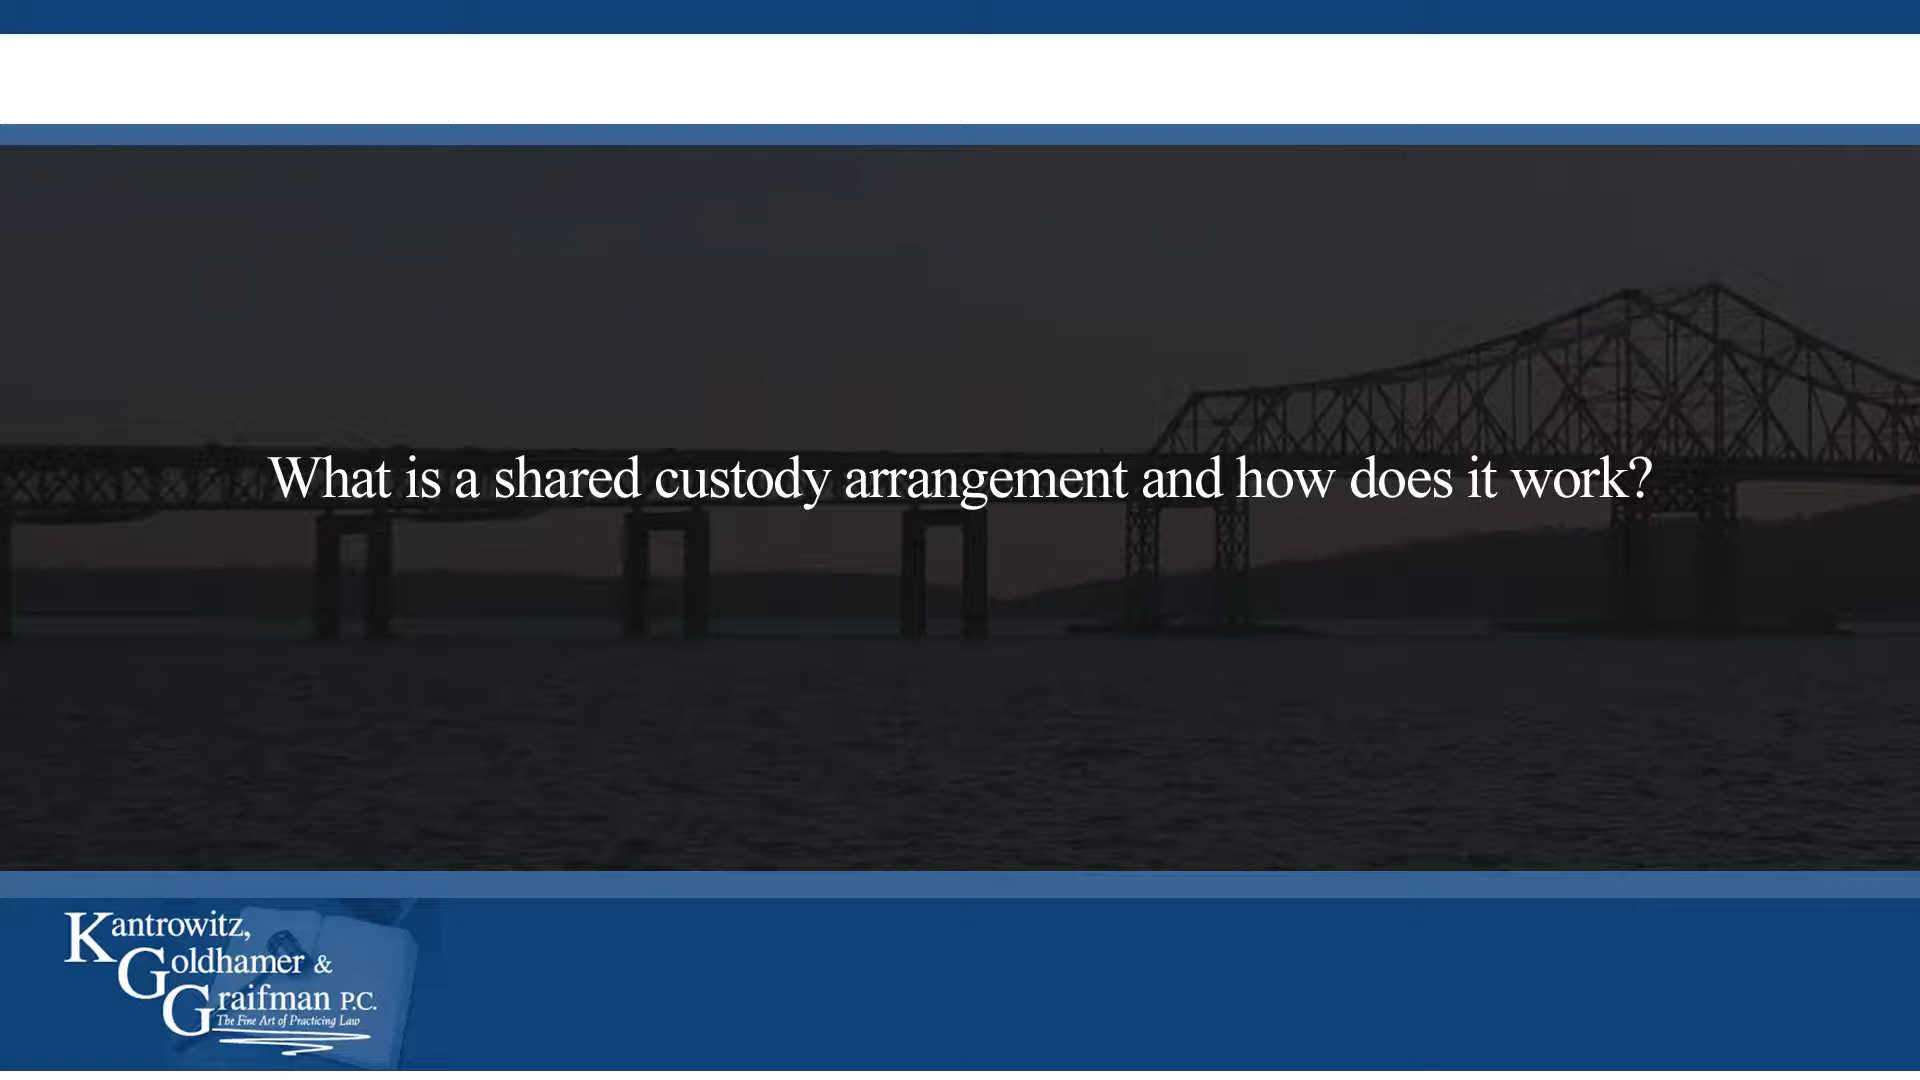 What is a shared custody arrangement and how does it work?
Kantrowitz,
Goldhamer &
Graifman P.C.
The Fine Art of Practicing Law